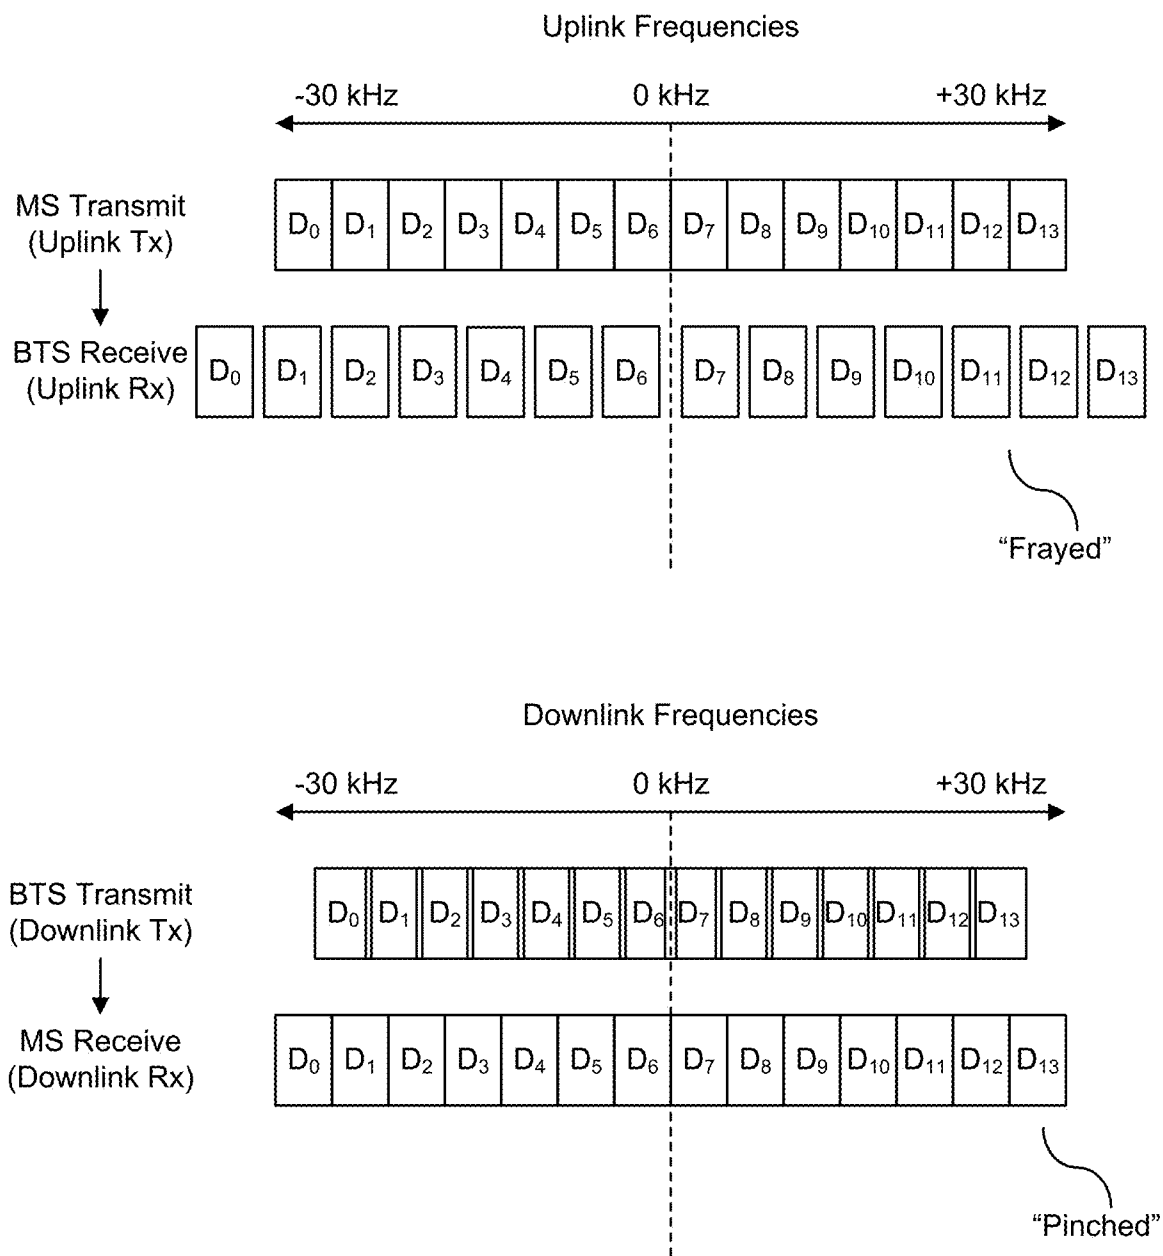 Uplink Frequencies
-30 kHz 0 kHz +30 kHz
MS Transmit
(Uplink Tx)
D0 D1 D2 D3 D4 D5 D6 D7 D8 D9 D10 D11 D12 D13
BTS Receive
(Uplink Rx)
D0 D1 D2 D3 D4 D5 D6 D7 D8 D9 D10 D11 D12 D13
“Frayed”
Downlink Frequencies
-30 kHz 0 kHz +30 kHz
BTS Transmit
(Downlink Tx)
D0 D1 D2 D3 D4 D5 D6 D7 D8 D9 D10 D11 D12 D13
MS Receive
(Downlink Rx)
D0 D1 D2 D3 D4 D5 D6 D7 D8 D9 D10 D11 D12 D13
“Pinched”